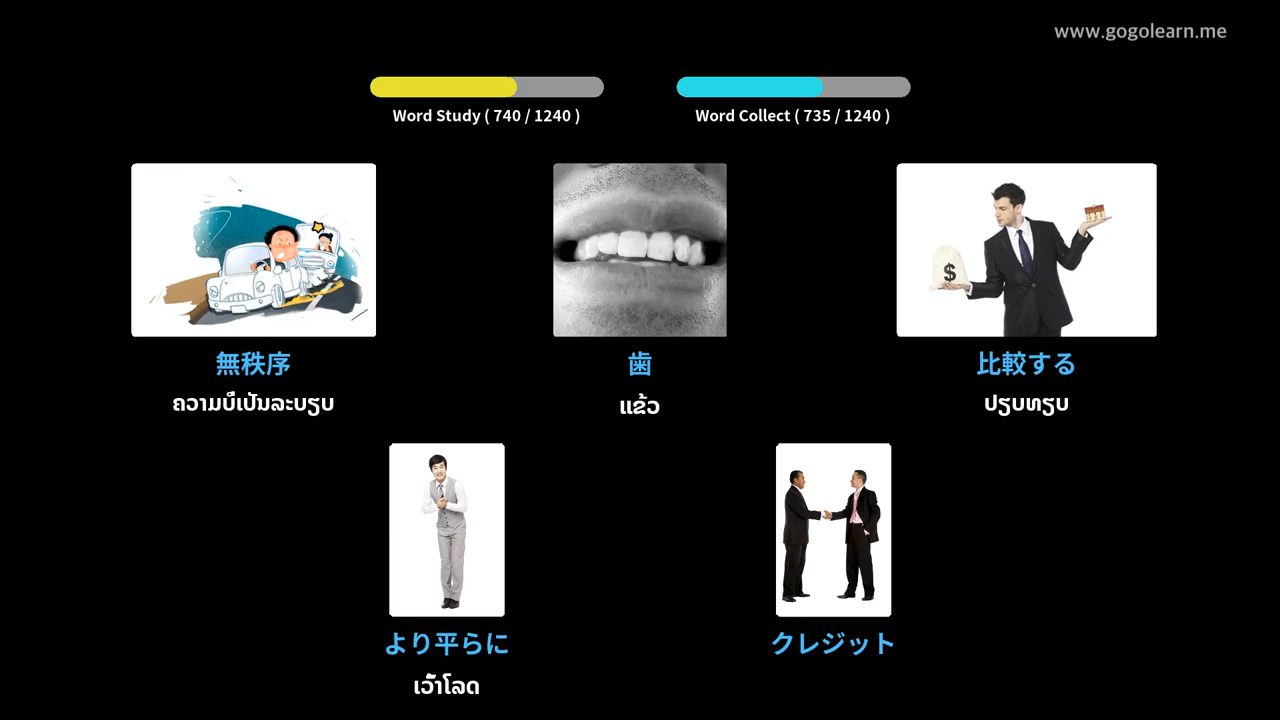 www.gogolearn.me
Word Study ( 740 / 1240 )
Word Collect ( 735 / 1240 )
無秩序
ຄວາມບໍ່ເປັນລະບຽບ
歯
ແຂ້ວ
比較する
ປຽບທຽບ
より平らに
ເວົ້າໂລດ
クレジット